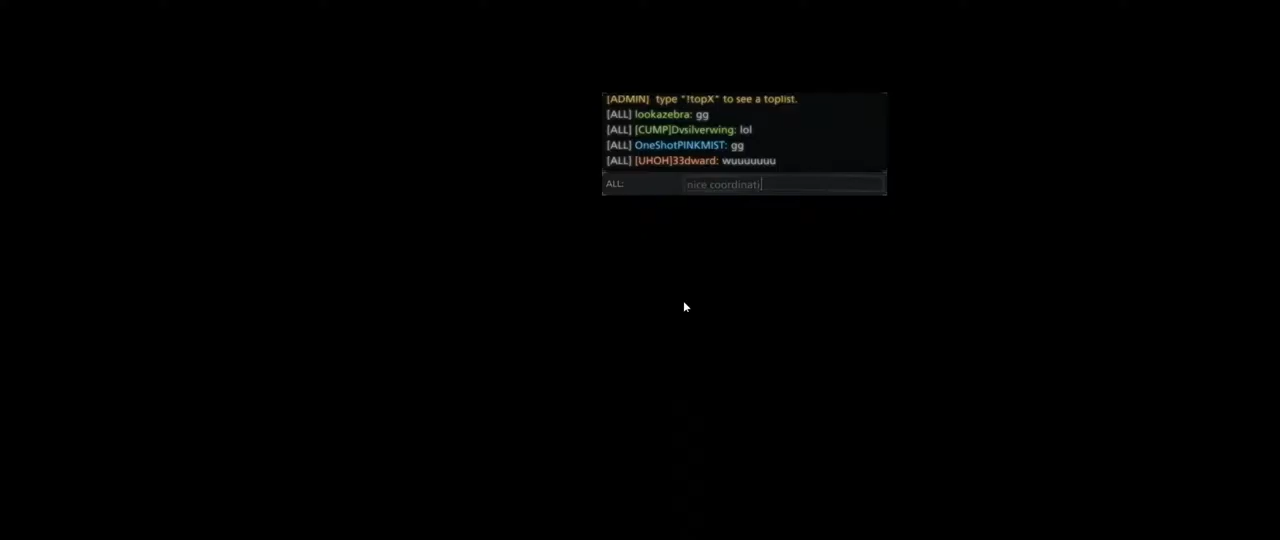 [ADMIN] type "!topX" to see a toplist.
[ALL] lookazebra: gg
[ALL] [CUMP]Dvsilverwing: lol
[ALL] OneShotPINKMIST: gg
[ALL] [UHOH]33dward: wuuuuuuu
ALL: nice coordinati